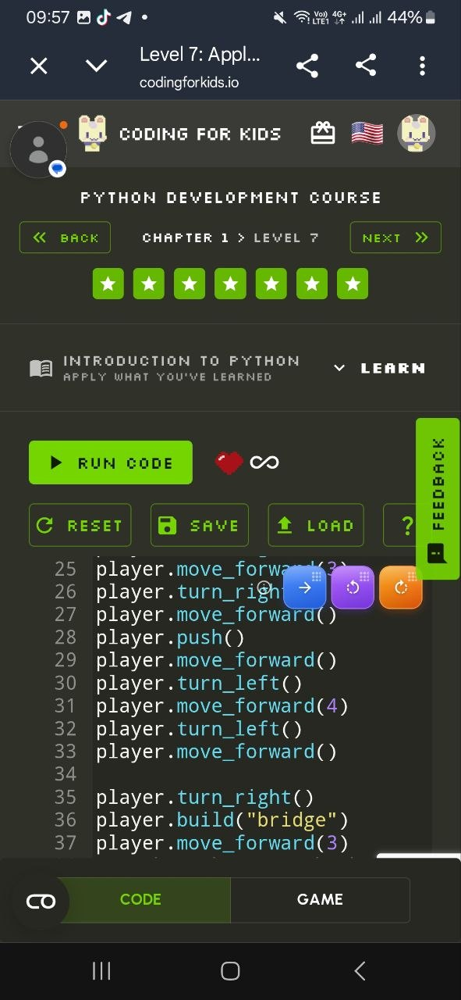 09:57 Vo)) LTE1 4G+ 44%
Level 7: Appl...
codingforkids.io
CODING FOR KIDS
PYTHON DEVELOPMENT COURSE
BACK CHAPTER 1 > LEVEL 7 NEXT
INTRODUCTION TO PYTHON
APPLY WHAT YOU'VE LEARNED
LEARN
RUN CODE
FEEDBACK
RESET SAVE LOAD ?
25 player.move_forward(3)
26 player.turn_right
27 player.move_forward()
28 player.push()
29 player.move_forward()
30 player.turn_left()
31 player.move_forward(4)
32 player.turn_left()
33 player.move_forward()
34
35 player.turn_right()
36 player.build("bridge")
37 player.move_forward(3)
CODE GAME